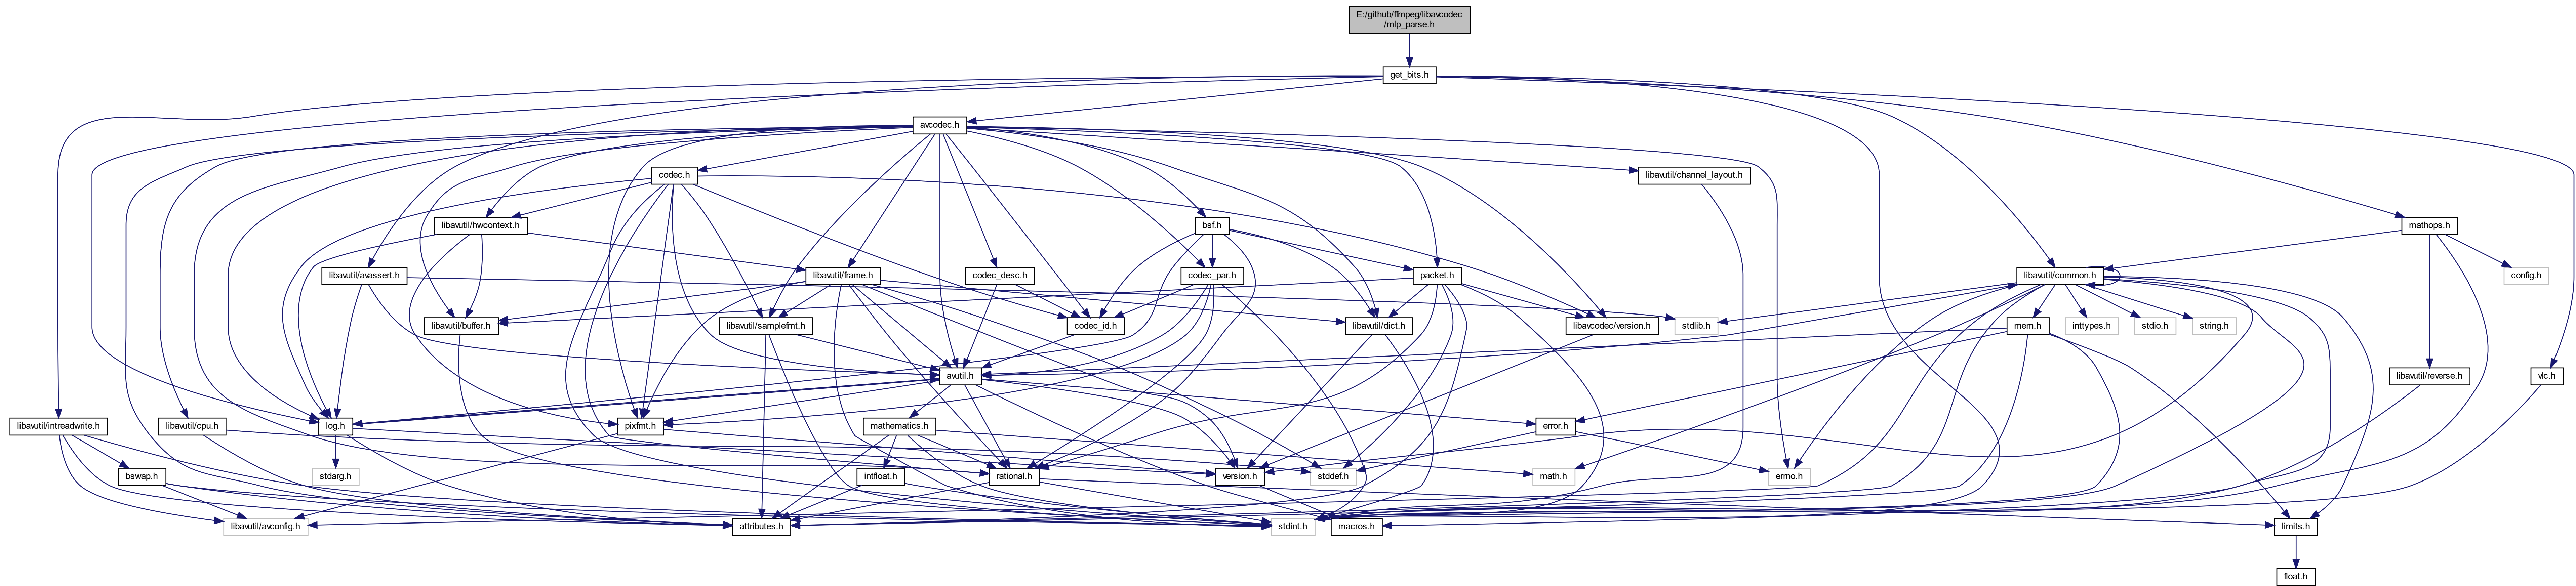 E:/github/ffmpeg/libavcodec
/mlp_parse.h
get_bits.h
avcodec.h
codec.h
libavutil/channel_layout.h
libavutil/hwcontext.h
bsf.h
mathops.h
libavutil/avassert.h
libavutil/frame.h
codec_desc.h
codec_par.h
packet.h
libavutil/common.h
config.h
libavutil/buffer.h
libavutil/samplefmt.h
codec_id.h
libavutil/dict.h
libavcodec/version.h
stdlib.h
mem.h
inttypes.h
stdio.h
string.h
avutil.h
libavutil/reverse.h
vlc.h
libavutil/intreadwrite.h
libavutil/cpu.h
log.h
pixfmt.h
mathematics.h
error.h
bswap.h
stdarg.h
intfloat.h
rational.h
version.h
stddef.h
math.h
errno.h
libavutil/avconfig.h
attributes.h
stdint.h
macros.h
limits.h
float.h